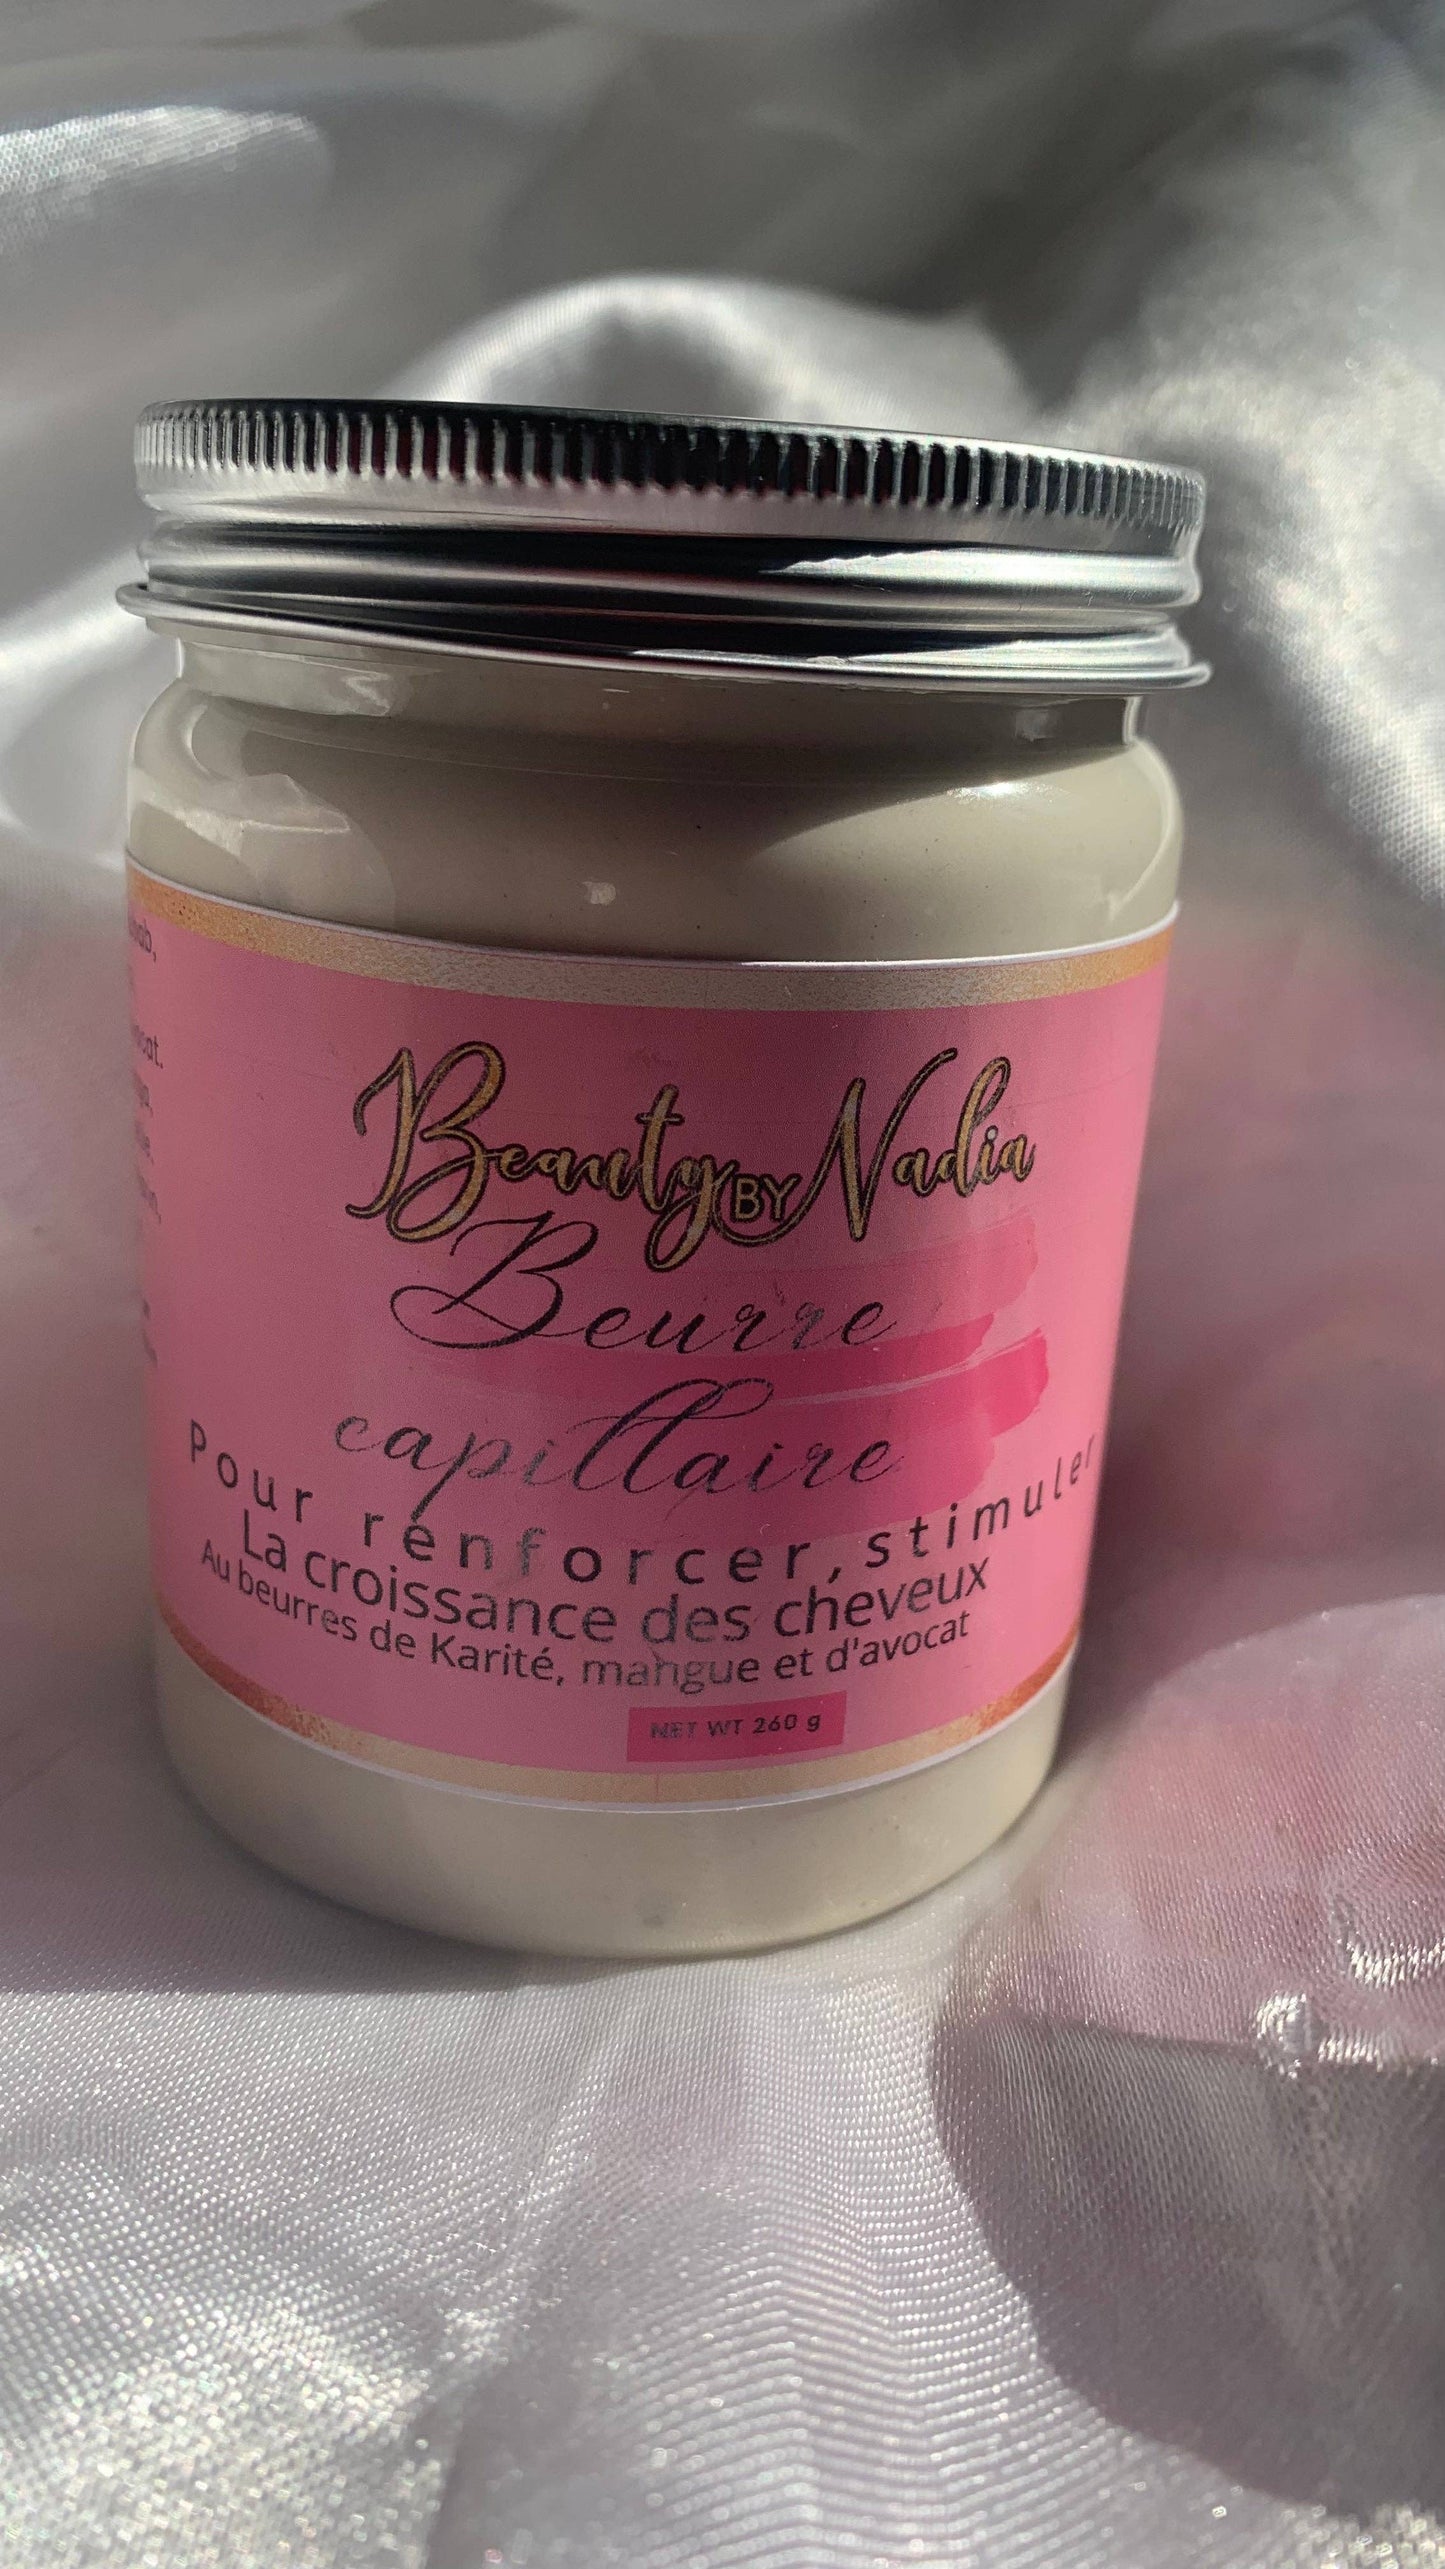 Beauty BY Nadia
Beurre
capillaire
Pour renforcer, stimuler
La croissance des cheveux
Au beurres de Karité, mangue et d'avocat
NET WT 260 g